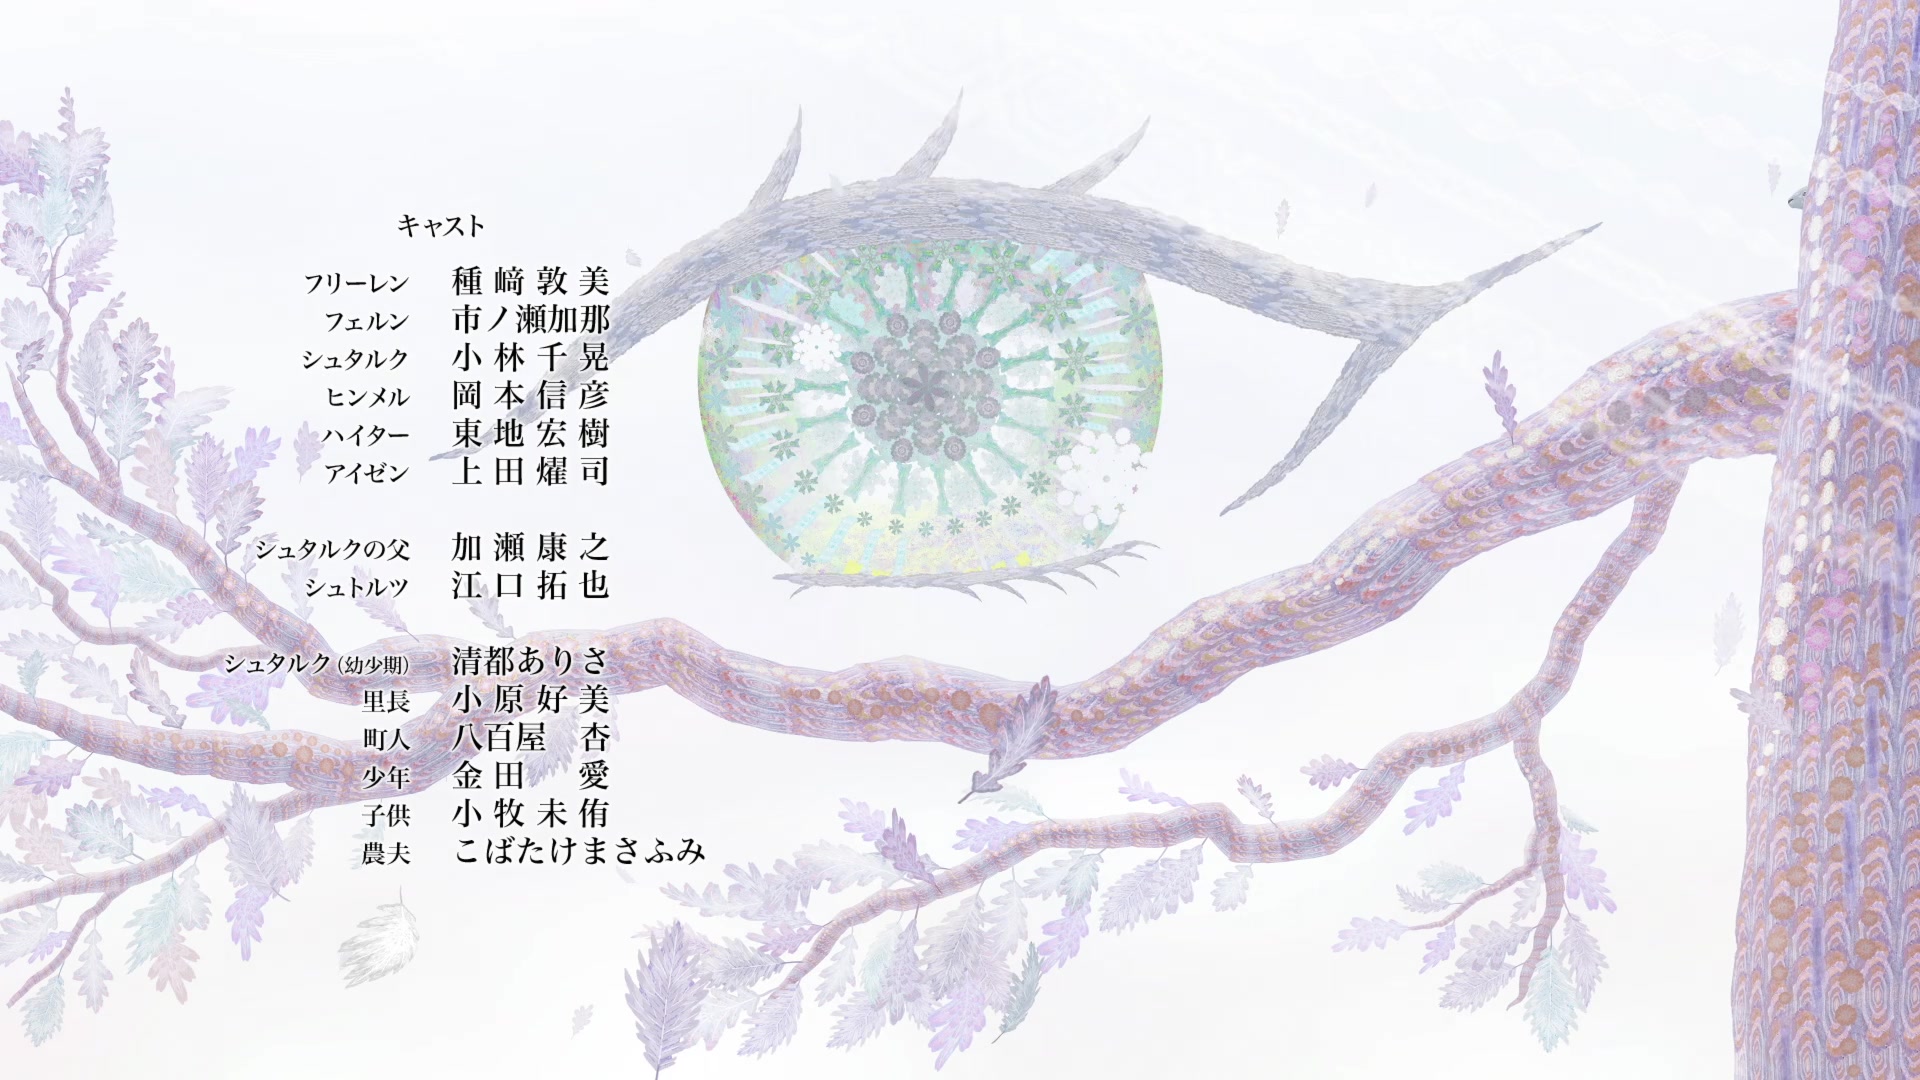 キャスト
フリーレン 種﨑敦美
フェルン 市ノ瀬加那
シュタルク 小林千晃
ヒンメル 岡本信彦
ハイター 東地宏樹
アイゼン 上田燿司
シュタルクの父 加瀬康之
シュトルツ 江口拓也
シュタルク（幼少期） 清都ありさ
里長 小原好美
町人 八百屋 杏
少年 金田 愛
子供 小牧未侑
農夫 こばたけまさふみ